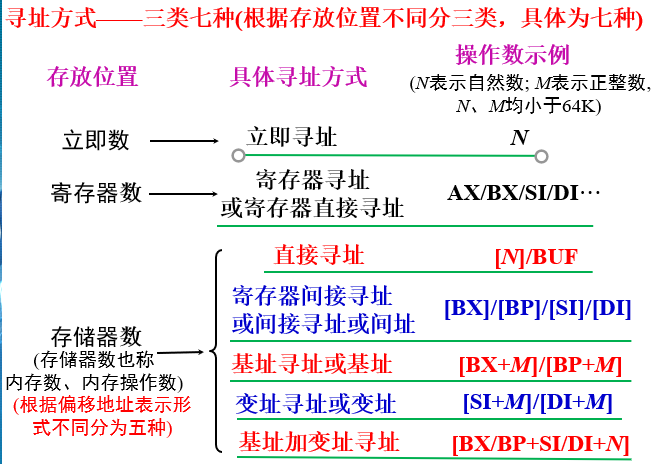 寻址方式——三类七种(根据存放位置不同分三类，具体为七种)
存放位置 具体寻址方式 操作数示例
(N表示自然数; M表示正整数,
N、M均小于64K)
立即数 立即寻址 N
寄存器数 寄存器寻址
或寄存器直接寻址 AX/BX/SI/DI…
直接寻址 [N]/BUF
寄存器间接寻址
或间接寻址或间址 [BX]/[BP]/[SI]/[DI]
存储器数
(存储器数也称
内存数、内存操作数)
(根据偏移地址表示形
式不同分为五种)
基址寻址或基址 [BX+M]/[BP+M]
变址寻址或变址 [SI+M]/[DI+M]
基址加变址寻址 [BX/BP+SI/DI+N]